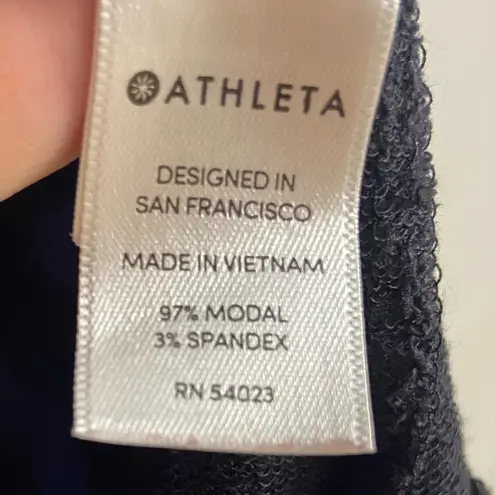 ATHLETA
DESIGNED IN
SAN FRANCISCO
MADE IN VIETNAM
97% MODAL
3% SPANDEX
RN 54023